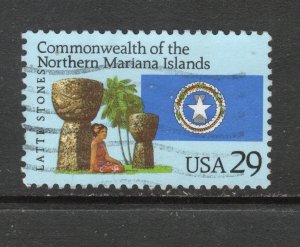 Commonwealth of the
Northern Mariana Islands
LATTE STONES
USA 29